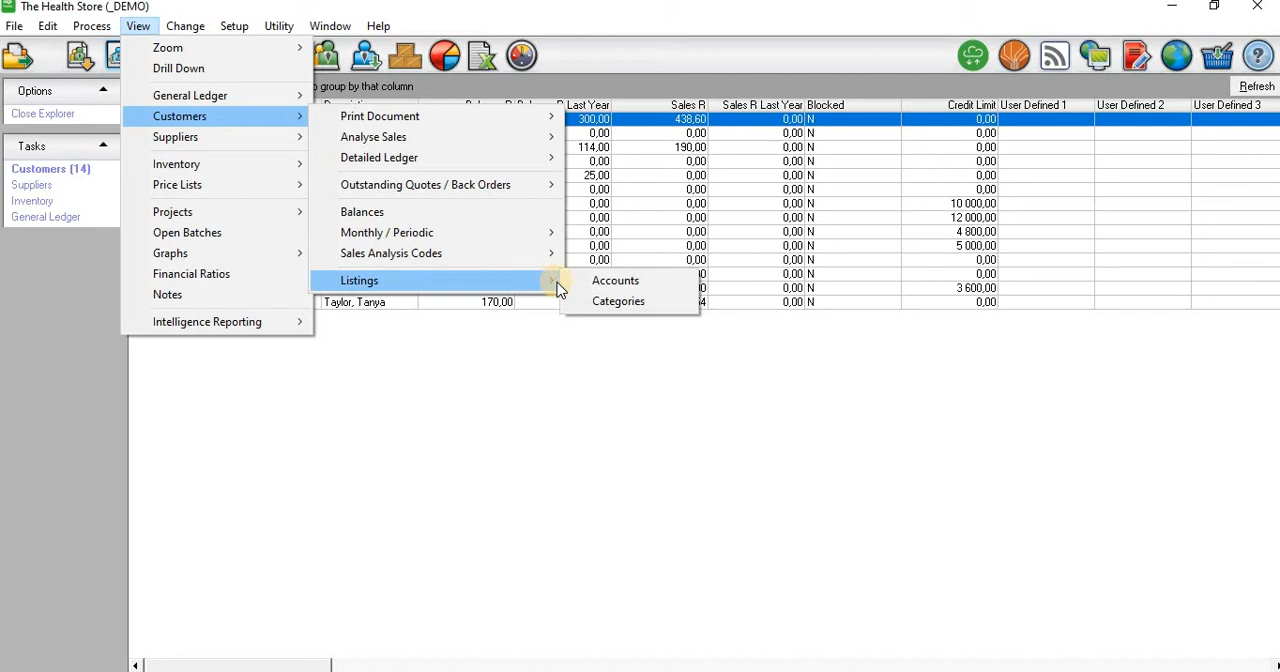 The Health Store (_DEMO)
File Edit Process View Change Setup Utility Window Help
Options
Close Explorer
Tasks
Customers (14)
Suppliers
Inventory
General Ledger
Zoom
Drill Down
General Ledger
Customers
Suppliers
Inventory
Price Lists
Projects
Open Batches
Graphs
Financial Ratios
Notes
Intelligence Reporting
Print Document
Analyse Sales
Detailed Ledger
Outstanding Quotes / Back Orders
Balances
Monthly / Periodic
Sales Analysis Codes
Listings
Accounts
Categories
group by that column
Refresh
Last Year Sales R Sales R Last Year Blocked Credit Limit User Defined 1 User Defined 2 User Defined 3
300,00 438,60 0,00 N 0,00
0,00 0,00 0,00 N 0,00
114,00 190,00 0,00 N 0,00
0,00 0,00 0,00 N 0,00
25,00 0,00 0,00 N 0,00
0,00 0,00 0,00 N 0,00
0,00 0,00 0,00 N 10 000,00
0,00 0,00 0,00 N 12 000,00
0,00 0,00 0,00 N 4 800,00
0,00 0,00 0,00 N 5 000,00
0,00 0,00 0,00 N 0,00
0,00 N 0,00
0,00 N 3 600,00
Taylor, Tanya 170,00 4 0,00 N 0,00